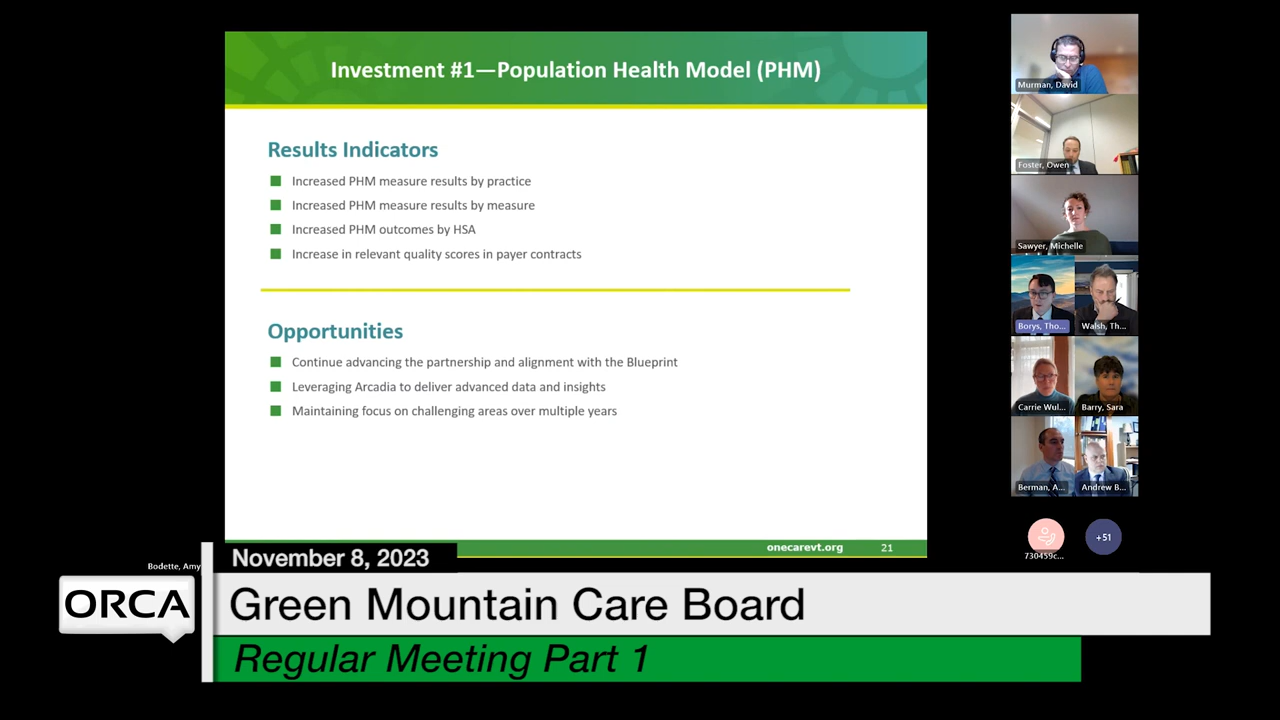 Investment #1—Population Health Model (PHM)
Results Indicators
Increased PHM measure results by practice
Increased PHM measure results by measure
Increased PHM outcomes by HSA
Increase in relevant quality scores in payer contracts
Opportunities
Continue advancing the partnership and alignment with the Blueprint
Leveraging Arcadia to deliver advanced data and insights
Maintaining focus on challenging areas over multiple years
onecarevt.org 21
Murman, David
Foster, Owen
Sawyer, Michelle
Borys, Tho... Walsh, Th...
Carrie Wul... Barry, Sara
Berman, A... Andrew B...
+51
730459c...
Bodette, Amy
November 8, 2023
ORCA
Green Mountain Care Board
Regular Meeting Part 1